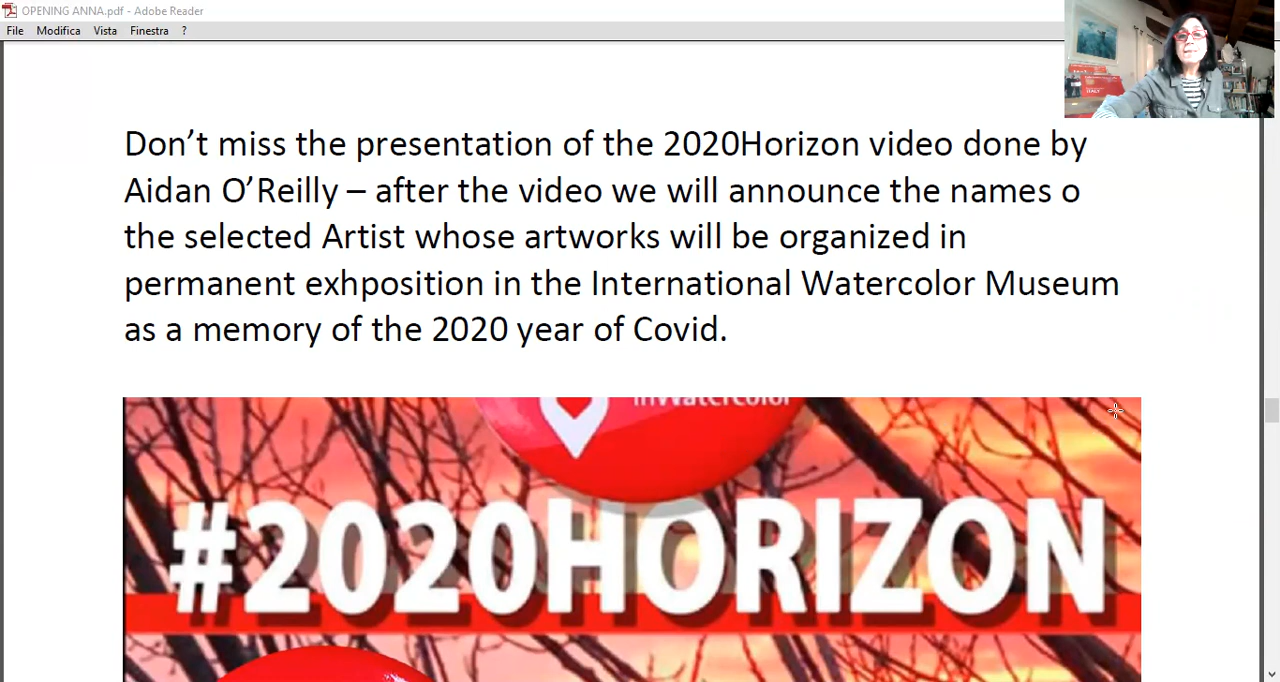 OPENING ANNA.pdf - Adobe Reader
File Modifica Vista Finestra ?
Don't miss the presentation of the 2020Horizon video done by
Aidan O'Reilly – after the video we will announce the names o
the selected Artist whose artworks will be organized in
permanent exhposition in the International Watercolor Museum
as a memory of the 2020 year of Covid.
inWatercolor
#2020HORIZON
ITALY